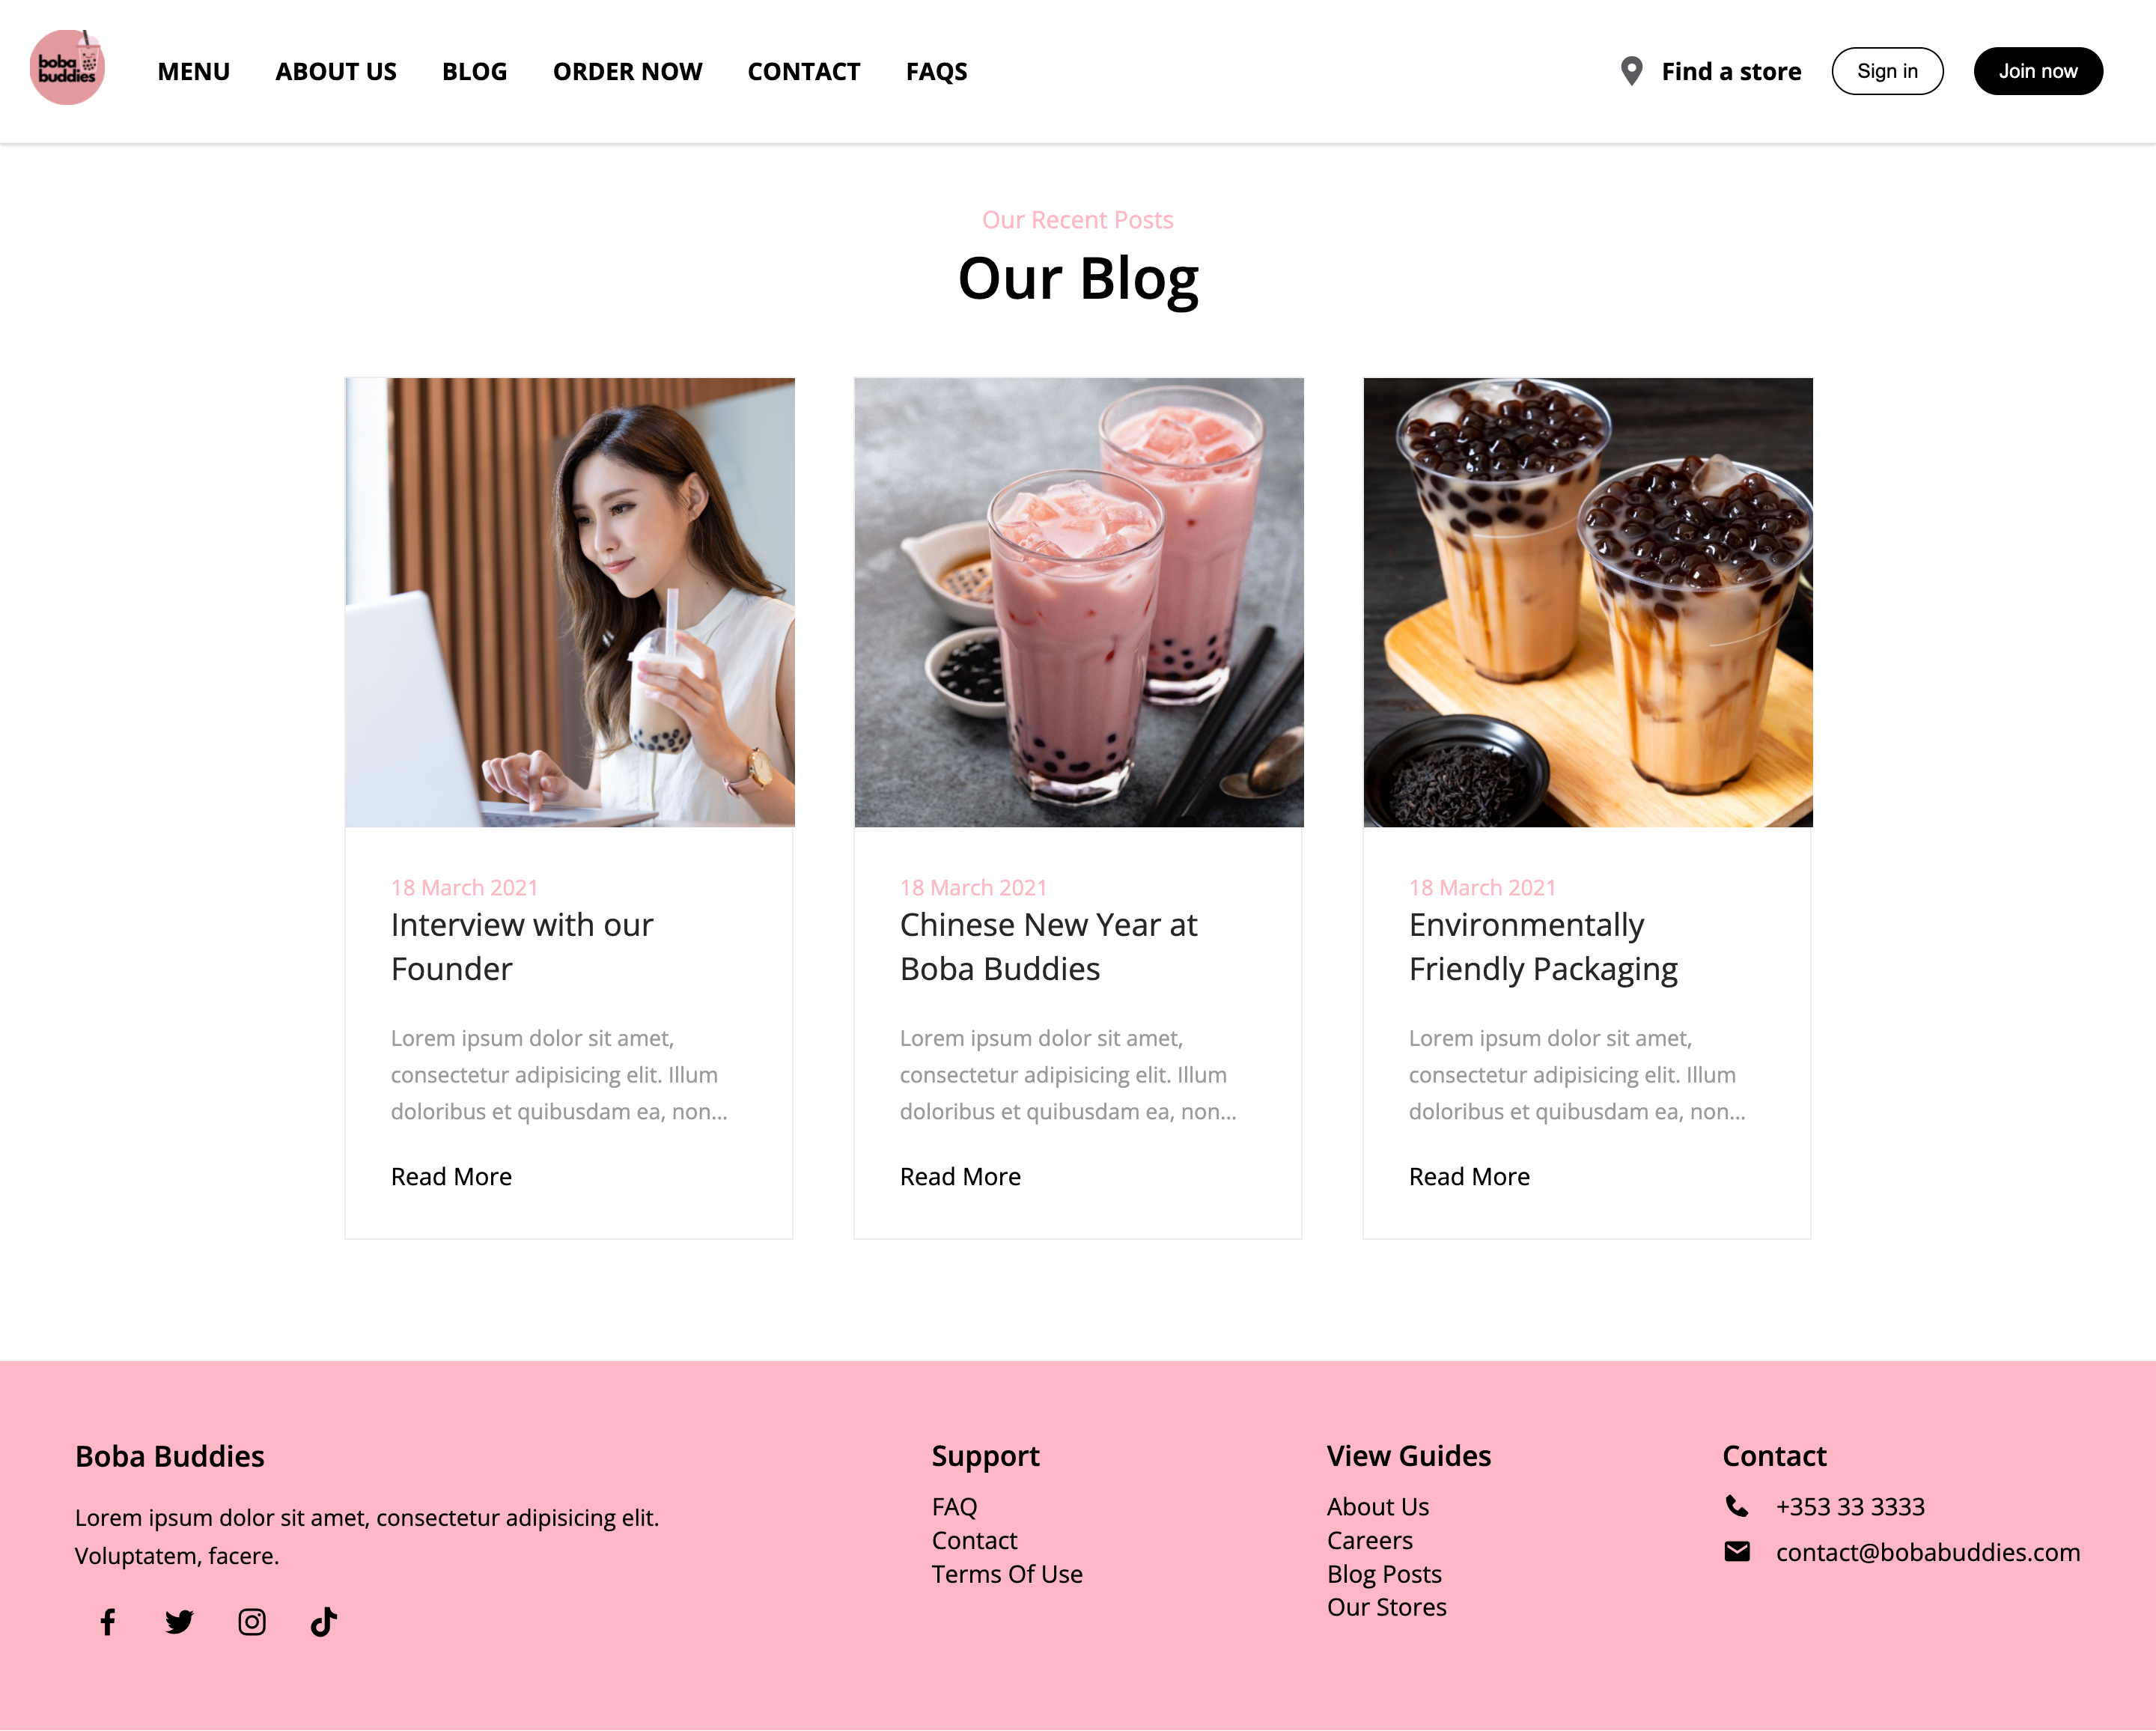 boba
buddies
MENU ABOUT US BLOG ORDER NOW CONTACT FAQS Find a store Sign in Join now
Our Recent Posts
Our Blog
18 March 2021
Interview with our
Founder
Lorem ipsum dolor sit amet,
consectetur adipisicing elit. Illum
doloribus et quibusdam ea, non...
Read More
18 March 2021
Chinese New Year at
Boba Buddies
Lorem ipsum dolor sit amet,
consectetur adipisicing elit. Illum
doloribus et quibusdam ea, non...
Read More
18 March 2021
Environmentally
Friendly Packaging
Lorem ipsum dolor sit amet,
consectetur adipisicing elit. Illum
doloribus et quibusdam ea, non...
Read More
Boba Buddies
Lorem ipsum dolor sit amet, consectetur adipisicing elit.
Voluptatem, facere.
Support
FAQ
Contact
Terms Of Use
View Guides
About Us
Careers
Blog Posts
Our Stores
Contact
+353 33 3333
contact@bobabuddies.com